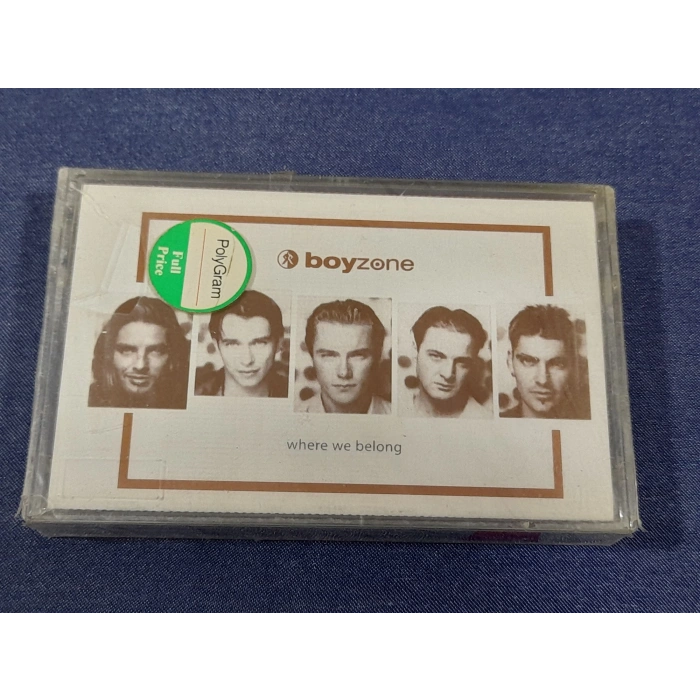 PolyGram
Full
Price
boyzone
where we belong